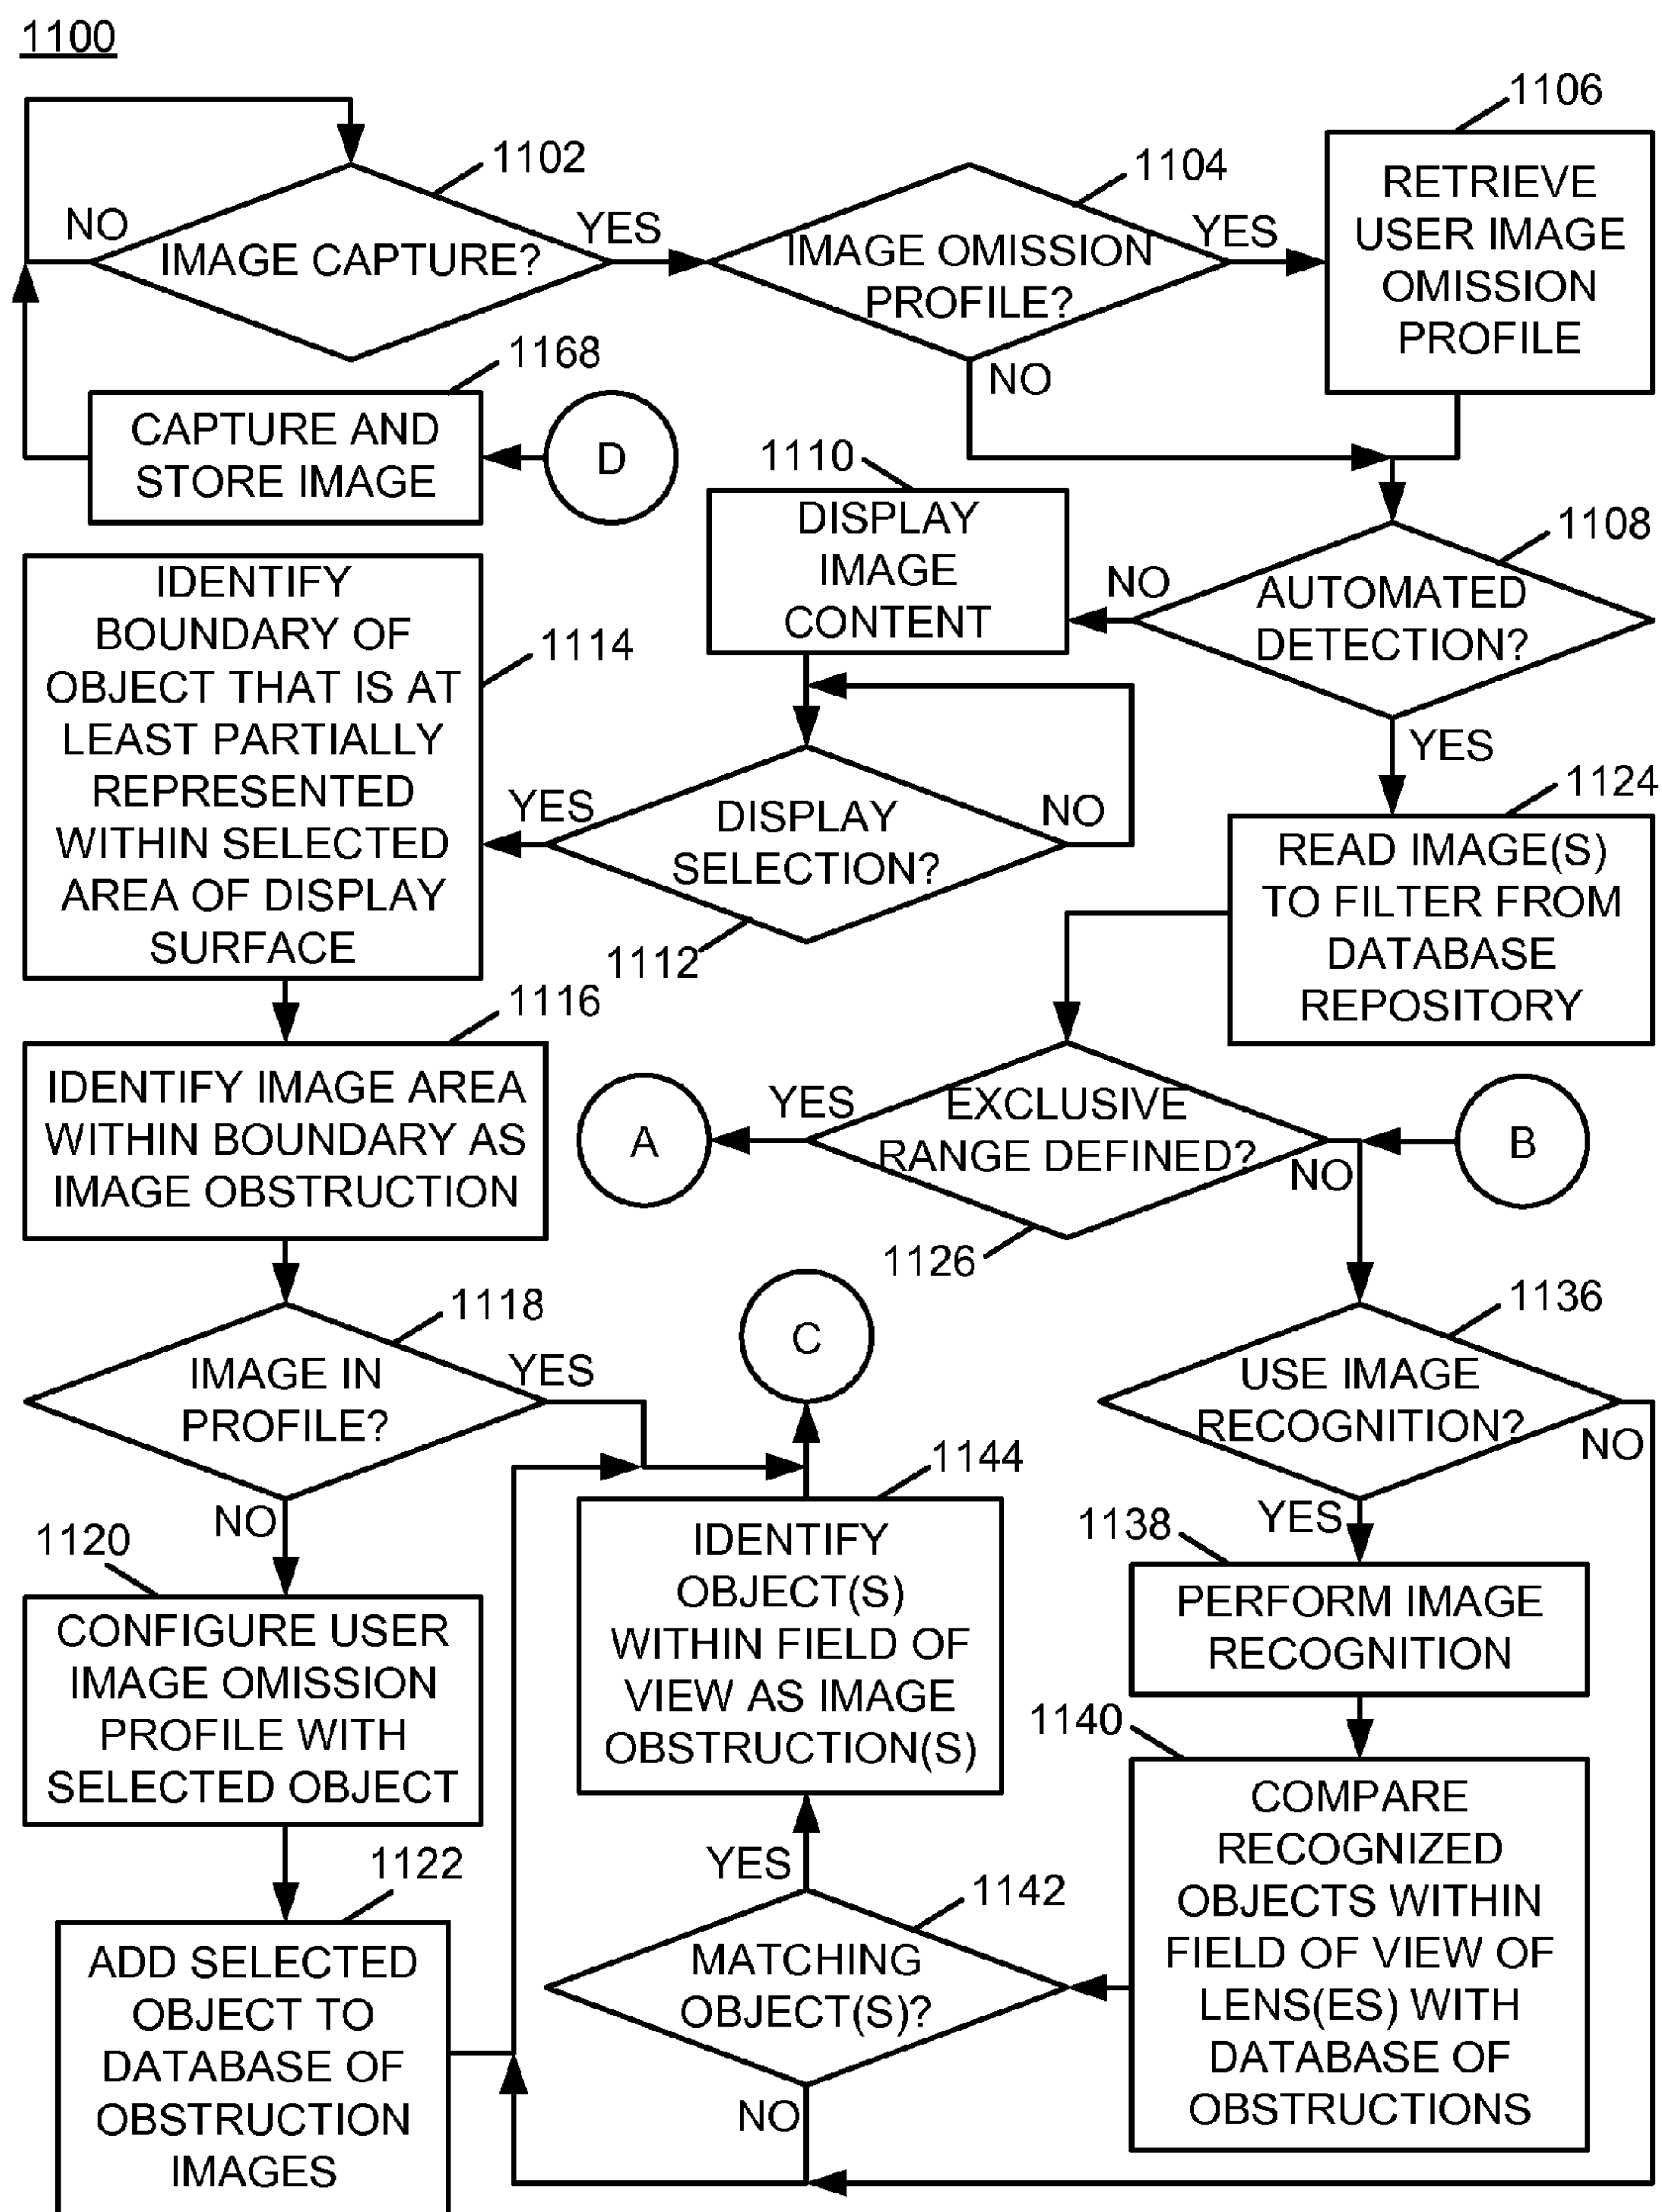 1100
1102
NO
YES
IMAGE CAPTURE?
1104
IMAGE OMISSION
PROFILE?
YES
NO
1106
RETRIEVE
USER IMAGE
OMISSION
PROFILE
1168
CAPTURE AND
STORE IMAGE
D
1110
DISPLAY
IMAGE
CONTENT
1108
NO
AUTOMATED
DETECTION?
YES
1114
IDENTIFY
BOUNDARY OF
OBJECT THAT IS AT
LEAST PARTIALLY
REPRESENTED
WITHIN SELECTED
AREA OF DISPLAY
SURFACE
YES
DISPLAY
SELECTION?
NO
1112
1124
READ IMAGE(S)
TO FILTER FROM
DATABASE
REPOSITORY
1116
IDENTIFY IMAGE AREA
WITHIN BOUNDARY AS
IMAGE OBSTRUCTION
A
YES
EXCLUSIVE
RANGE DEFINED?
NO
B
1126
1118
IMAGE IN
PROFILE?
YES
NO
C
1136
USE IMAGE
RECOGNITION?
NO
YES
1120
CONFIGURE USER
IMAGE OMISSION
PROFILE WITH
SELECTED OBJECT
1144
IDENTIFY
OBJECT(S)
WITHIN FIELD OF
VIEW AS IMAGE
OBSTRUCTION(S)
1138
PERFORM IMAGE
RECOGNITION
1140
COMPARE
RECOGNIZED
OBJECTS WITHIN
FIELD OF VIEW OF
LENS(ES) WITH
DATABASE OF
OBSTRUCTIONS
1122
ADD SELECTED
OBJECT TO
DATABASE OF
OBSTRUCTION
IMAGES
YES
1142
MATCHING
OBJECT(S)?
NO